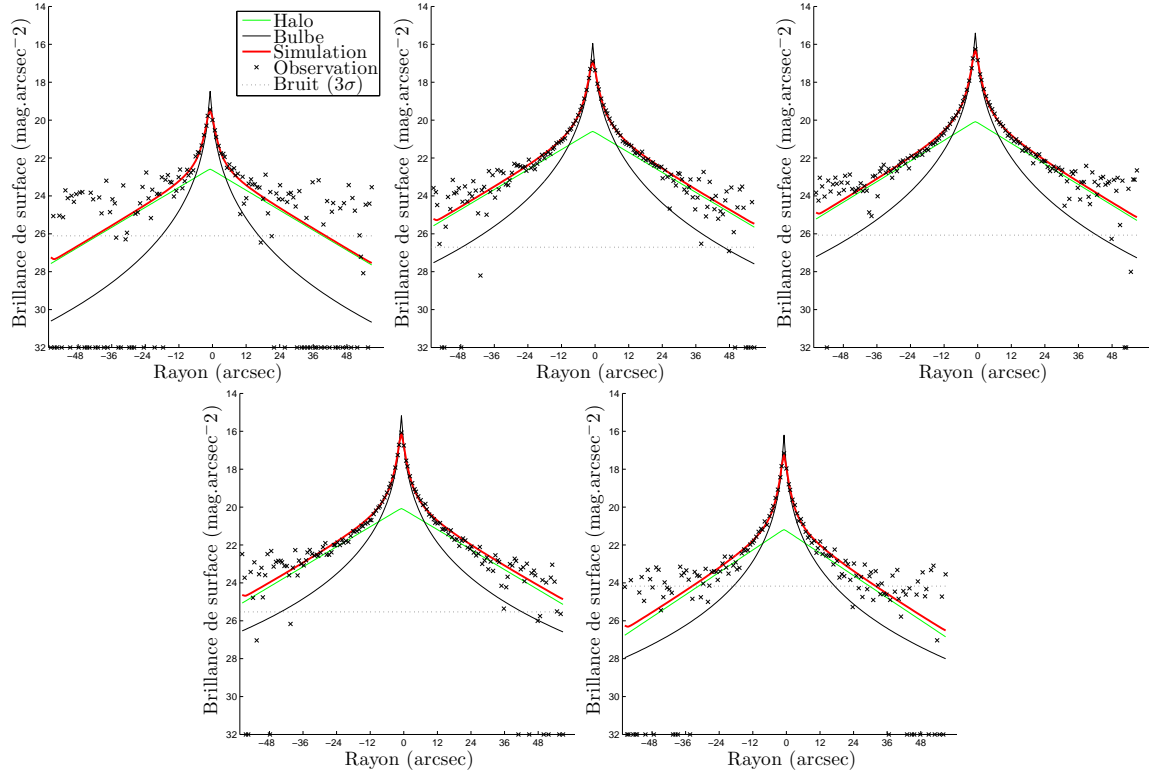 Halo
Bulbe
Simulation
Observation
Bruit (3σ)
Brillance de surface (mag.arcsec−2)
14
16
18
20
22
24
26
28
30
32
−48 −36 −24 −12 0 12 24 36 48
Rayon (arcsec)
Brillance de surface (mag.arcsec−2)
14
16
18
20
22
24
26
28
30
32
−48 −36 −24 −12 0 12 24 36 48
Rayon (arcsec)
Brillance de surface (mag.arcsec−2)
14
16
18
20
22
24
26
28
30
32
−48 −36 −24 −12 0 12 24 36 48
Rayon (arcsec)
Brillance de surface (mag.arcsec−2)
14
16
18
20
22
24
26
28
30
32
−48 −36 −24 −12 0 12 24 36 48
Rayon (arcsec)
Brillance de surface (mag.arcsec−2)
14
16
18
20
22
24
26
28
30
32
−48 −36 −24 −12 0 12 24 36 48
Rayon (arcsec)